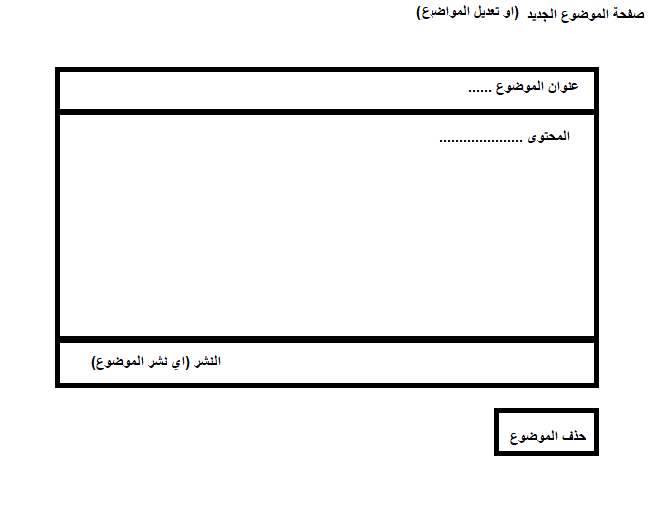 صفحة الموضوع الجديد (او تعديل المواضيع)
عنوان الموضوع ......
المحتوى .....................
النشر (اي نشر الموضوع)
حذف الموضوع